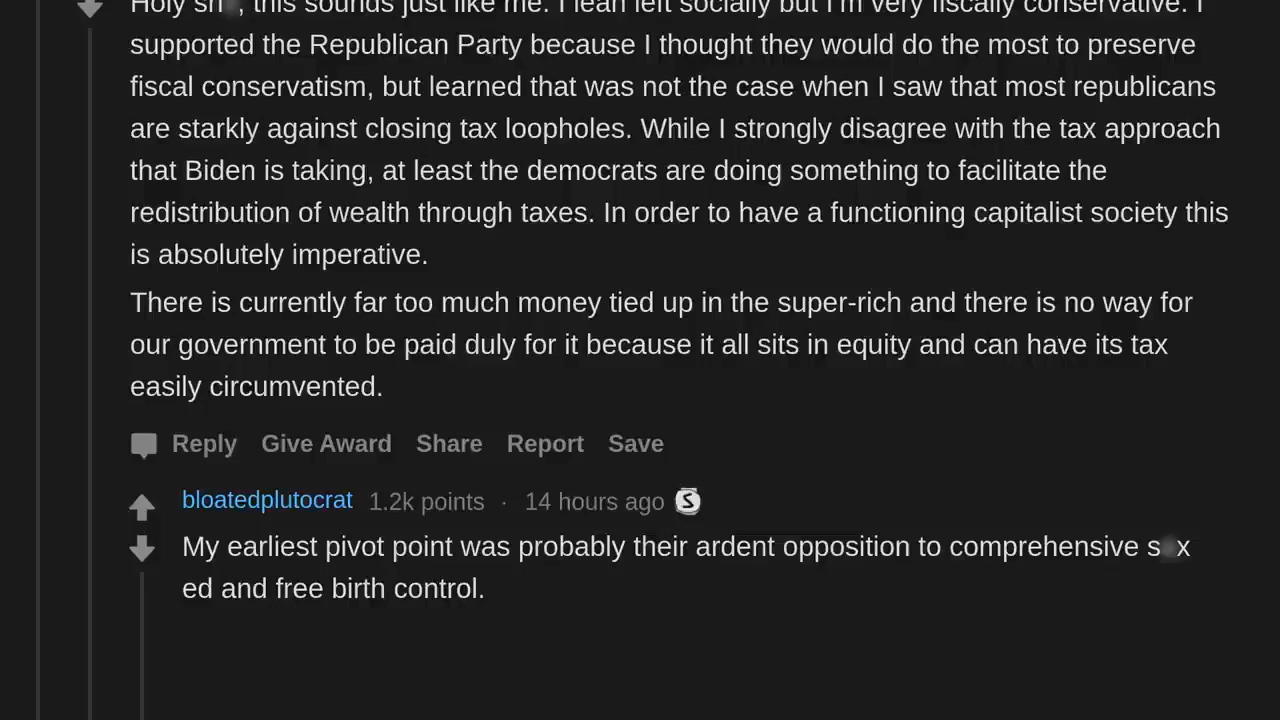 Holy sh , this sounds just like me. I lean left socially but I'm very fiscally conservative. I
supported the Republican Party because I thought they would do the most to preserve
fiscal conservatism, but learned that was not the case when I saw that most republicans
are starkly against closing tax loopholes. While I strongly disagree with the tax approach
that Biden is taking, at least the democrats are doing something to facilitate the
redistribution of wealth through taxes. In order to have a functioning capitalist society this
is absolutely imperative.
There is currently far too much money tied up in the super-rich and there is no way for
our government to be paid duly for it because it all sits in equity and can have its tax
easily circumvented.
Reply Give Award Share Report Save
bloatedplutocrat 1.2k points · 14 hours ago S
My earliest pivot point was probably their ardent opposition to comprehensive s x
ed and free birth control.